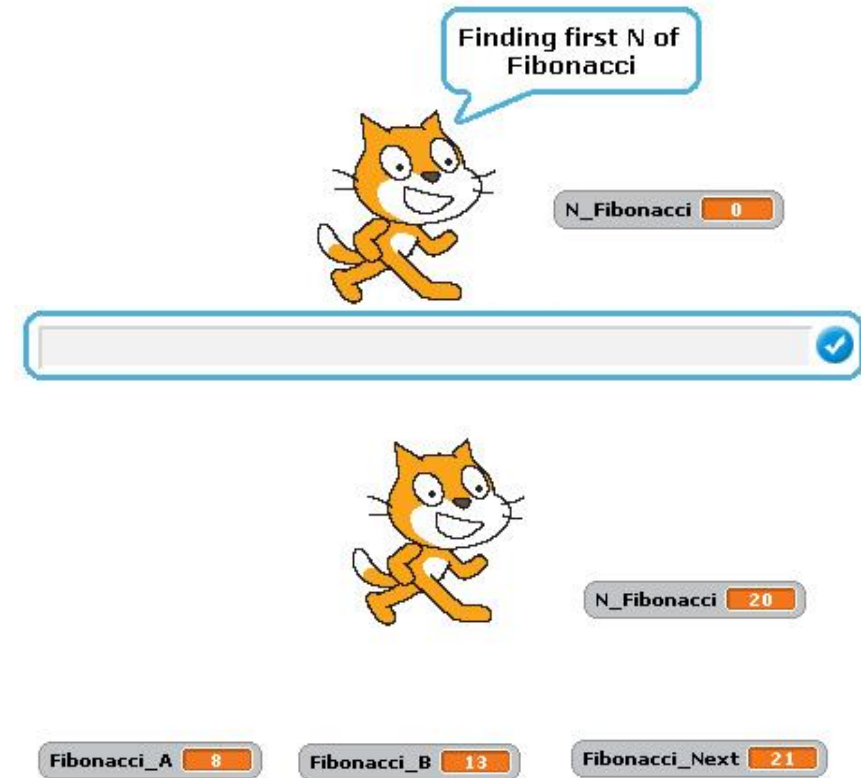 Finding first N of
Fibonacci
N_Fibonacci 0
N_Fibonacci 20
Fibonacci_A 8
Fibonacci_B 13
Fibonacci_Next 21